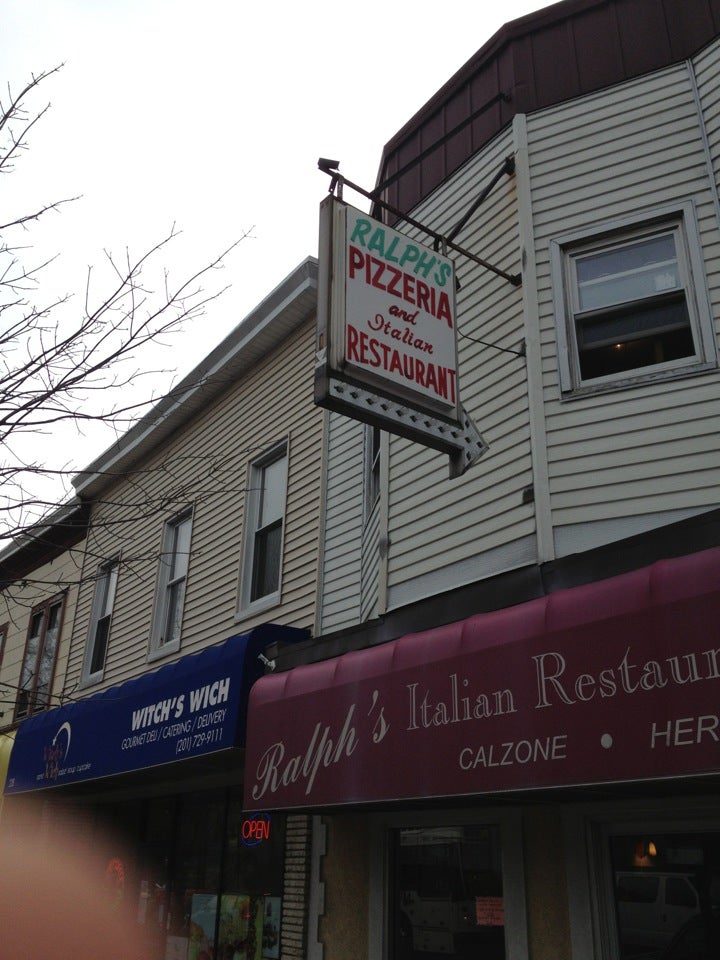 RALPH'S
PIZZERIA
and
Italian
RESTAURANT
Ralph's Italian Restaur
CALZONE • HER
WITCH'S WICH
GOURMET DELI / CATERING / DELIVERY
(201) 729-9111
OPEN